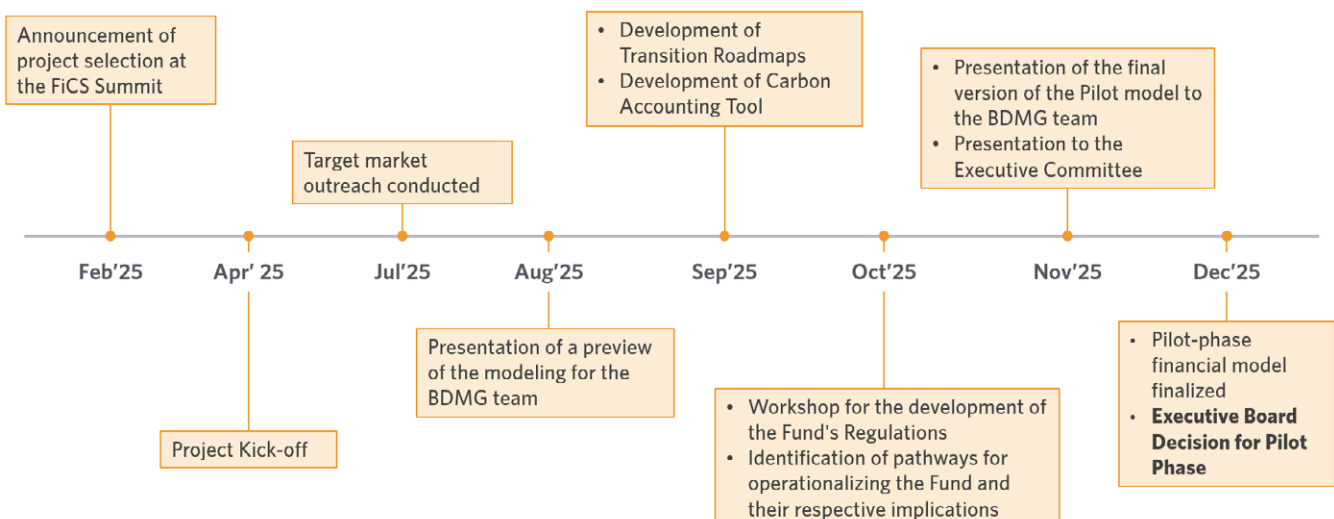 Announcement of
project selection at
the FiCS Summit
Target market
outreach conducted
• Development of
Transition Roadmaps
• Development of Carbon
Accounting Tool
• Presentation of the final
version of the Pilot model to
the BDMG team
• Presentation to the
Executive Committee
Feb'25
Apr' 25
Jul'25
Aug'25
Sep'25
Oct'25
Nov'25
Dec'25
Project Kick-off
Presentation of a preview
of the modeling for the
BDMG team
• Workshop for the development of
the Fund's Regulations
• Identification of pathways for
operationalizing the Fund and
their respective implications
• Pilot-phase
financial model
finalized
• Executive Board
Decision for Pilot
Phase